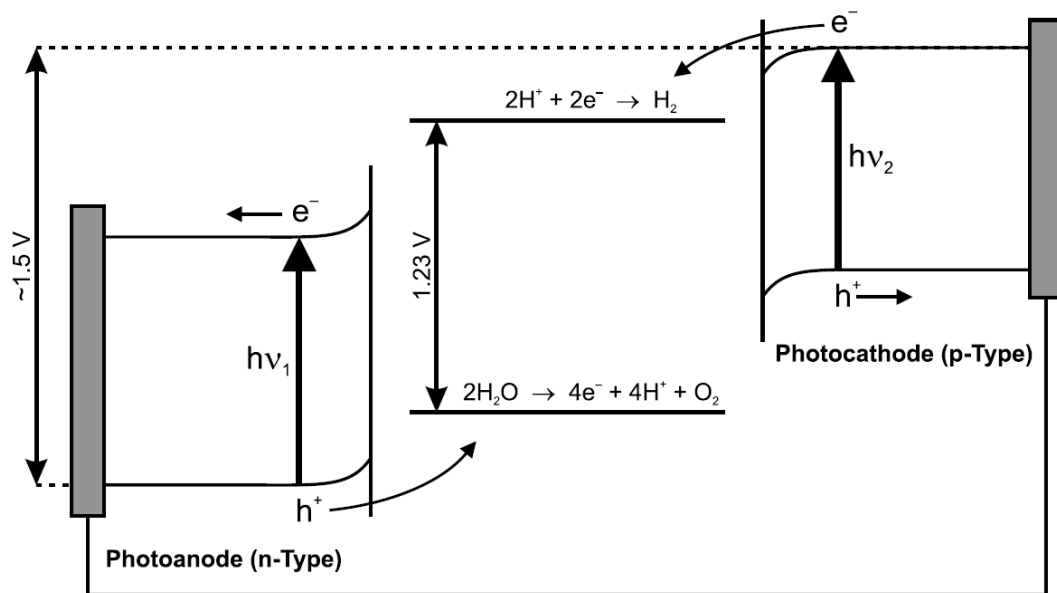 e⁻
2H⁺ + 2e⁻ → H₂
hν₂
e⁻
~1.5 V
1.23 V
h⁺
Photocathode (p-Type)
hν₁
2H₂O → 4e⁻ + 4H⁺ + O₂
h⁺
Photoanode (n-Type)